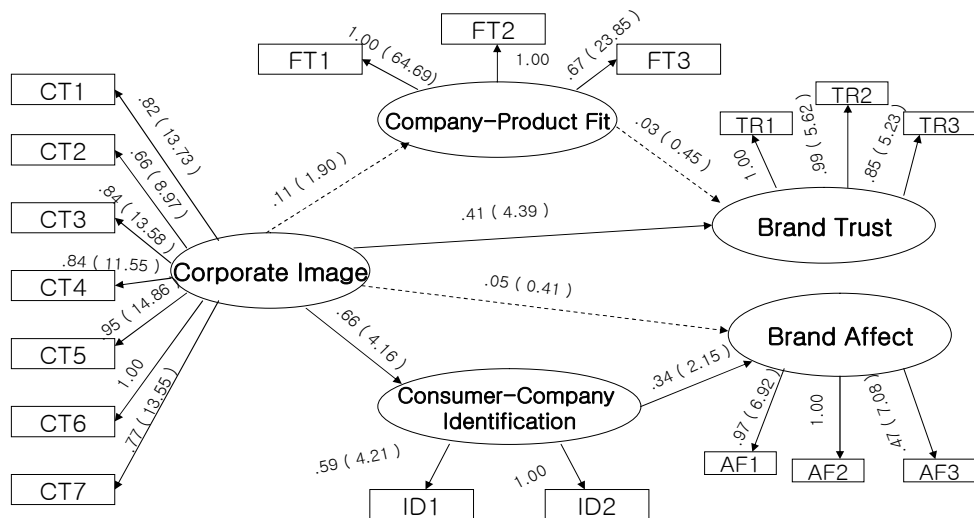 FT2
1.00 ( 64.69)
.67 ( 23.85)
FT1
1.00
FT3
CT1
.82 ( 13.73)
Company-Product Fit
.03 ( 0.45)
TR1
.99 ( 5.62)
TR2
.85 ( 5.23 )
TR3
1.00
CT2
.66 ( 8.97)
.11 ( 1.90)
CT3
.84 ( 13.58)
.41 ( 4.39)
Brand Trust
.84 ( 11.55)
Corporate Image
CT4
.05 ( 0.41)
.95 ( 14.86
CT5
Brand Affect
1.00
.66 ( 4.16)
.34 ( 2.15)
CT6
.77 ( 13.55)
Consumer-Company
Identification
.97 ( 6.92)
1.00
.47 ( 7.08)
.59 ( 4.21)
1.00
AF1
AF2
AF3
CT7
ID1
ID2